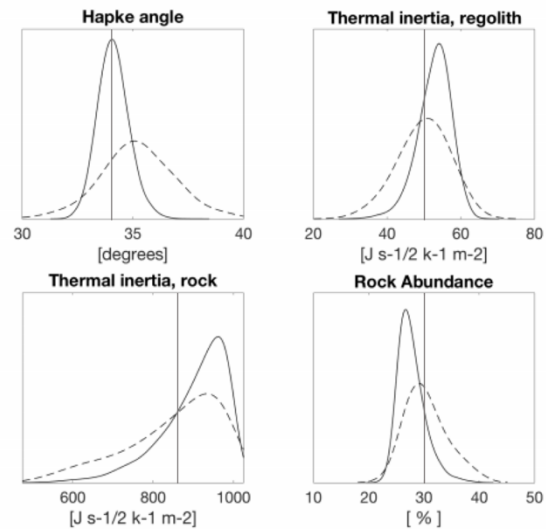 Hapke angle
30 35 40
[degrees]
Thermal inertia, regolith
20 40 60 80
[J s-1/2 k-1 m-2]
Thermal inertia, rock
600 800 1000
[J s-1/2 k-1 m-2]
Rock Abundance
10 20 30 40 50
[ % ]